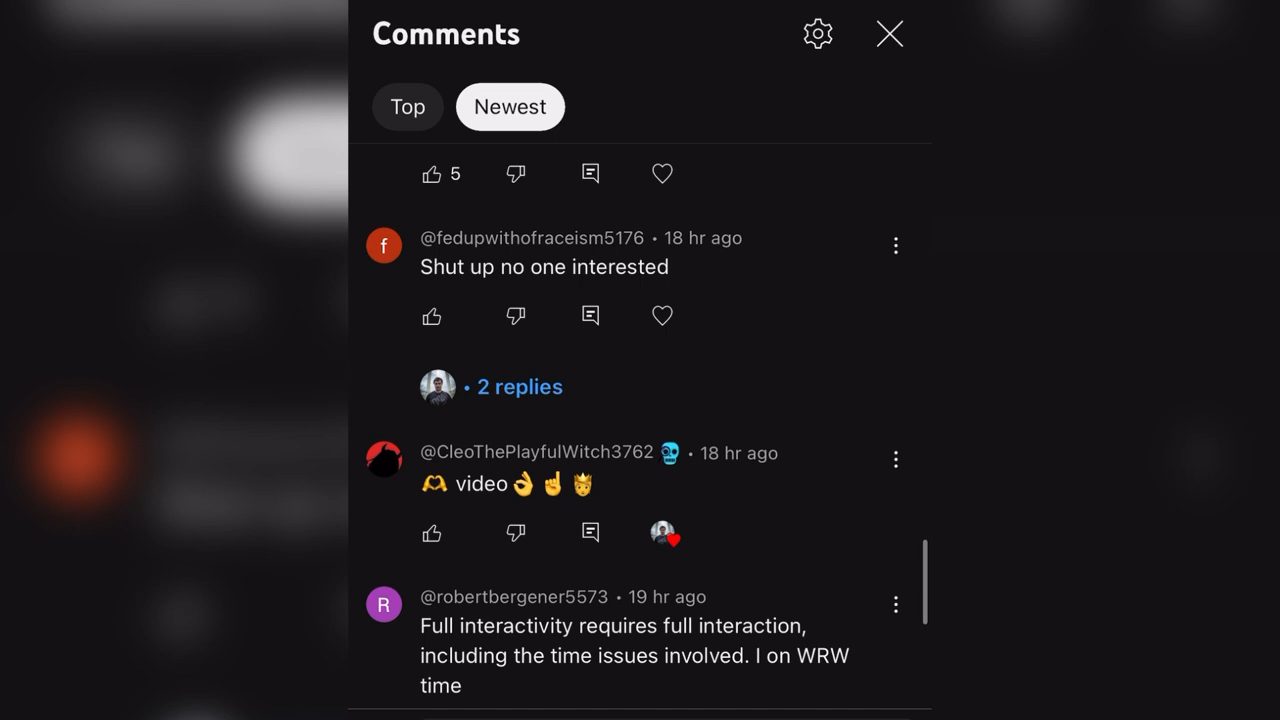 Comments
Top Newest
5
f @fedupwithofraceism5176 • 18 hr ago
Shut up no one interested
• 2 replies
@CleoThePlayfulWitch3762 • 18 hr ago
🫶 video👌☝️🤴
R @robertbergener5573 • 19 hr ago
Full interactivity requires full interaction,
including the time issues involved. I on WRW
time